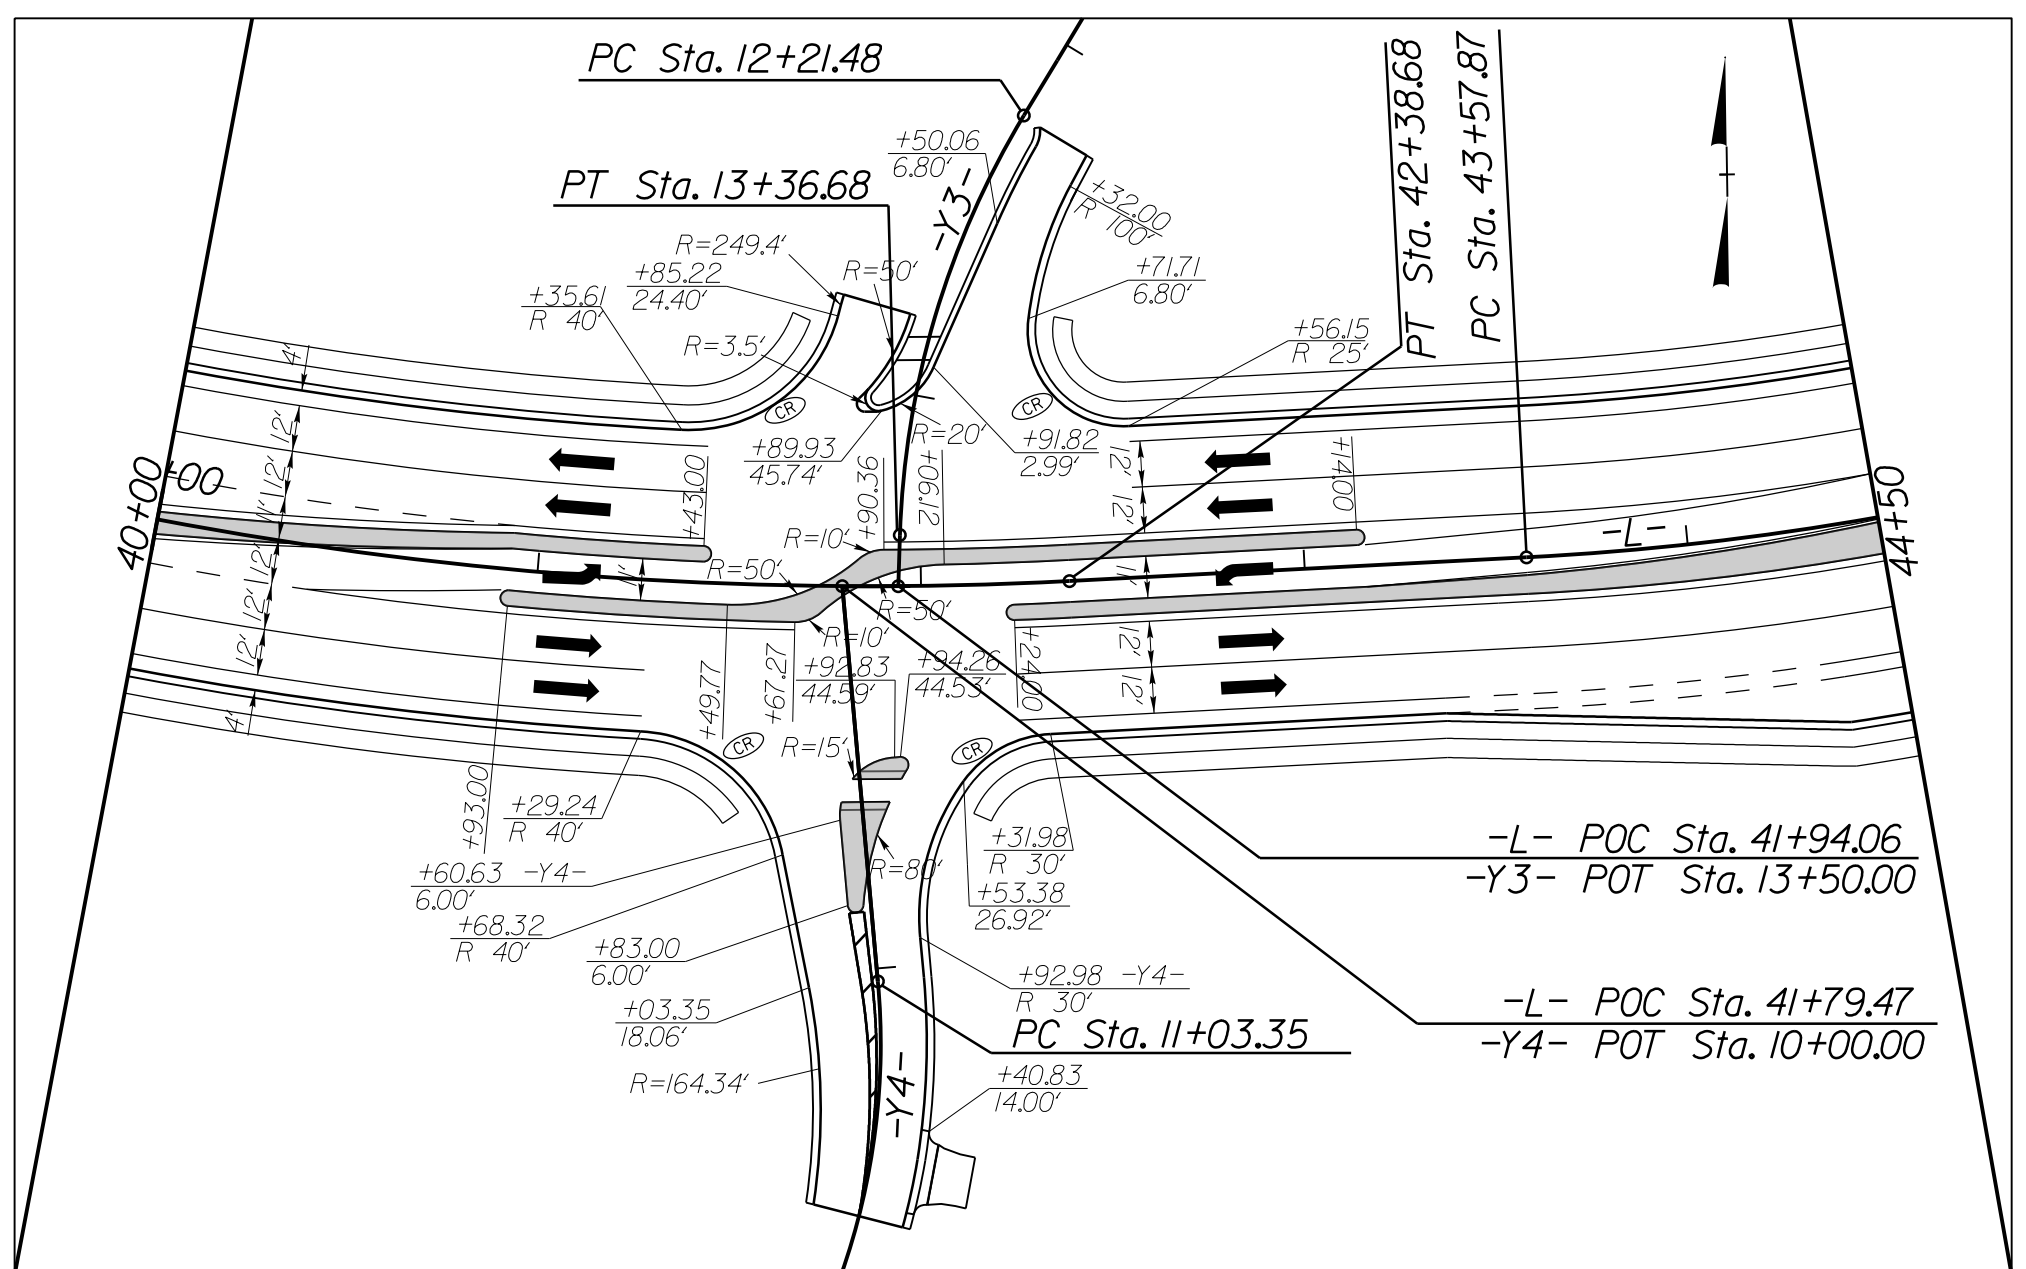 PC Sta. 12+21.48
PT Sta. 13+36.68
+50.06
6.80'
-Y3-
+32.00
R 100'
PT Sta. 42+38.68
PC Sta. 43+57.87
R=249.4'
+85.22
24.40'
R=50'
+35.61
R 40'
+71.71
6.80'
R=3.5'
+56.15
R 25'
4'
CR
CR
12'
12'
11'
12'
12'
12'
4'
R=20'
+89.93
45.74'
+91.82
2.99'
12'
12'
+14.00
40+00
+00
+43.00
+90.36
+06.12
R=10'
R=50'
R=50'
R=10'
11'
11'
-L-
44+50
+93.00
+49.77
+67.27
+92.83
44.59'
+94.26
44.53'
+24.00
12'
12'
CR
CR
R=15'
+29.24
R 40'
+31.98
R 30'
R=80'
+60.63 -Y4-
6.00'
+53.38
26.92'
+68.32
R 40'
+83.00
6.00'
+92.98 -Y4-
R 30'
+03.35
18.06'
PC Sta. 11+03.35
R=164.34'
-Y4-
+40.83
14.00'
-L- POC Sta. 41+94.06
-Y3- POT Sta. 13+50.00
-L- POC Sta. 41+79.47
-Y4- POT Sta. 10+00.00